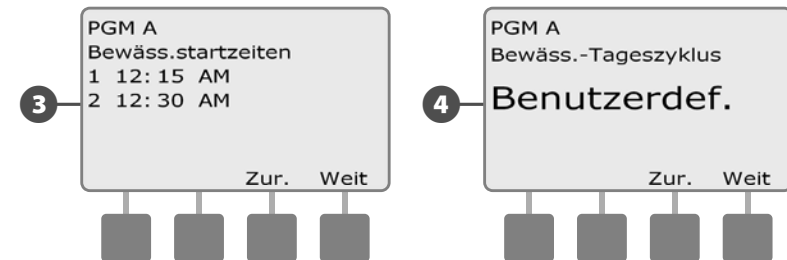 PGM A
Bewäss.startzeiten
1 12:15 AM
2 12:30 AM
3
Zur. Weit
PGM A
Bewäss.-Tageszyklus
4
Benutzerdef.
Zur. Weit